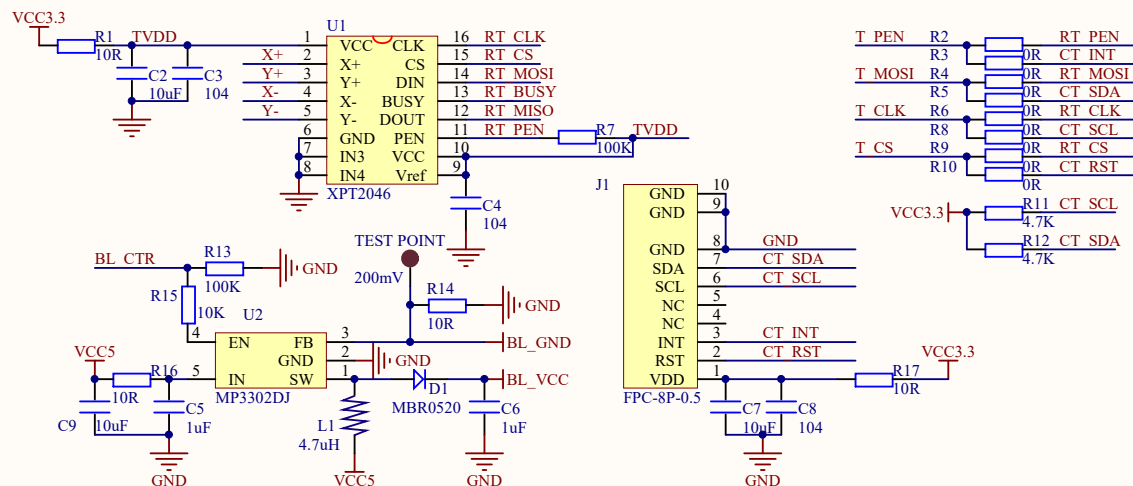 VCC3.3
R1
10R
TVDD
C2
10uF
C3
104
X+
Y+
X-
Y-
U1
1 VCC CLK 16 RT_CLK
2 X+ CS 15 RT_CS
3 Y+ DIN 14 RT_MOSI
4 X- BUSY 13 RT_BUSY
5 Y- DOUT 12 RT_MISO
6 GND PEN 11 RT_PEN
7 IN3 VCC 10
8 IN4 Vref 9
XPT2046
R7
100K
TVDD
C4
104
T_PEN R2 RT_PEN
R3 0R CT_INT
T_MOSI R4 0R RT_MOSI
R5 0R CT_SDA
T_CLK R6 0R RT_CLK
R8 0R CT_SCL
T_CS R9 0R RT_CS
R10 0R CT_RST
0R
VCC3.3
R11 CT_SCL
4.7K
R12 CT_SDA
4.7K
J1
GND 10
GND 9
GND 8 GND
SDA 7 CT_SDA
SCL 6 CT_SCL
NC 5
NC 4
INT 3 CT_INT
RST 2 CT_RST
VDD 1
FPC-8P-0.5
C7
10uF
C8
104
GND
R17
10R
VCC3.3
BL_CTR
R13
100K
GND
R15
10K
TEST POINT
200mV
R14
10R
GND
U2
4 EN FB 3
GND 2
5 IN SW 1
MP3302DJ
BL_GND
GND
BL_VCC
VCC5
R16
10R
C9
10uF
C5
1uF
GND
D1
MBR0520
L1
4.7uH
VCC5
C6
1uF
GND